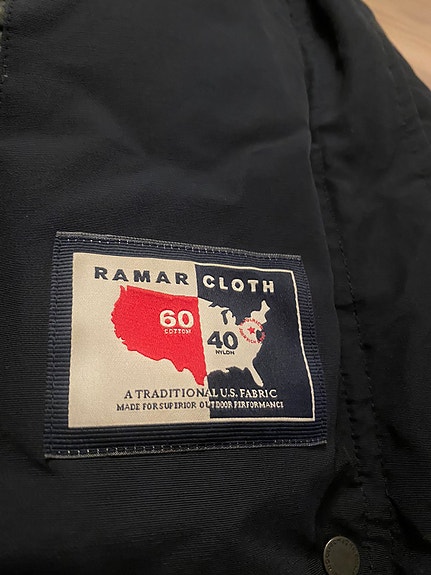 RAMAR CLOTH
60
COTTON
40
NYLON
A TRADITIONAL U.S. FABRIC
MADE FOR SUPERIOR OUTDOOR PERFORMANCE